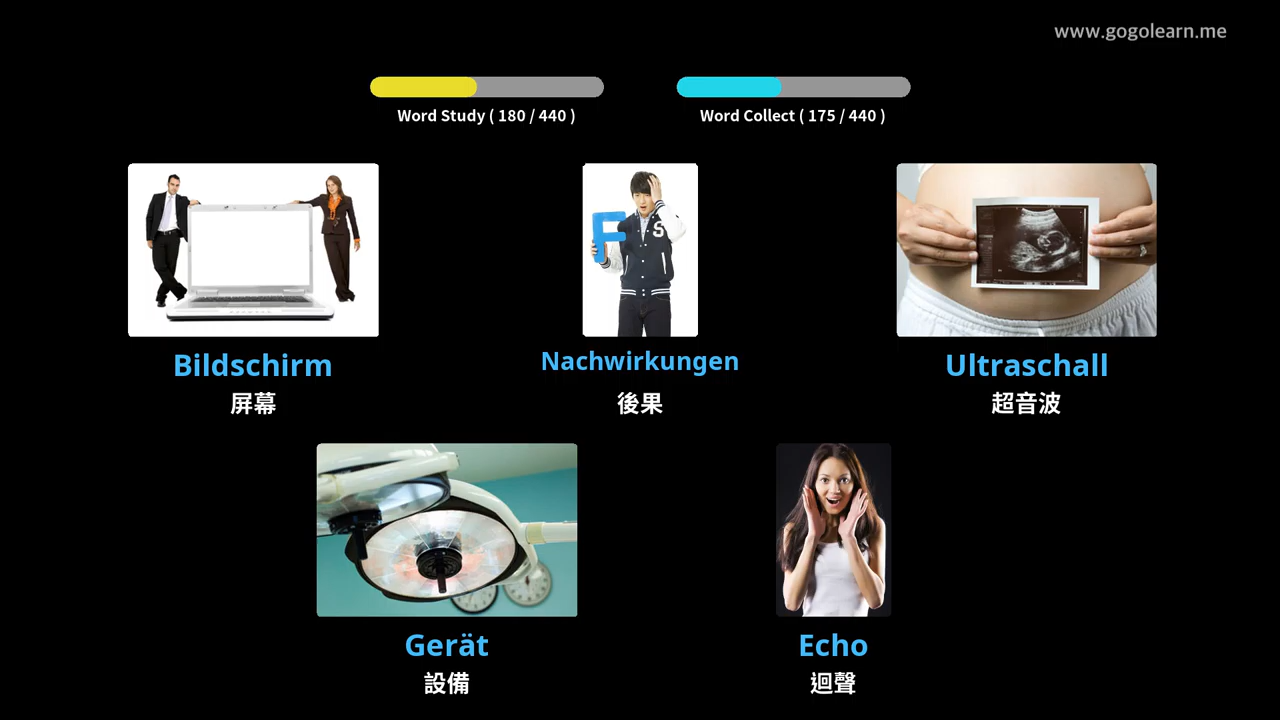 www.gogolearn.me
Word Study ( 180 / 440 )
Word Collect ( 175 / 440 )
Bildschirm
屏幕
Nachwirkungen
後果
Ultraschall
超音波
Gerät
設備
Echo
迴聲
F
S